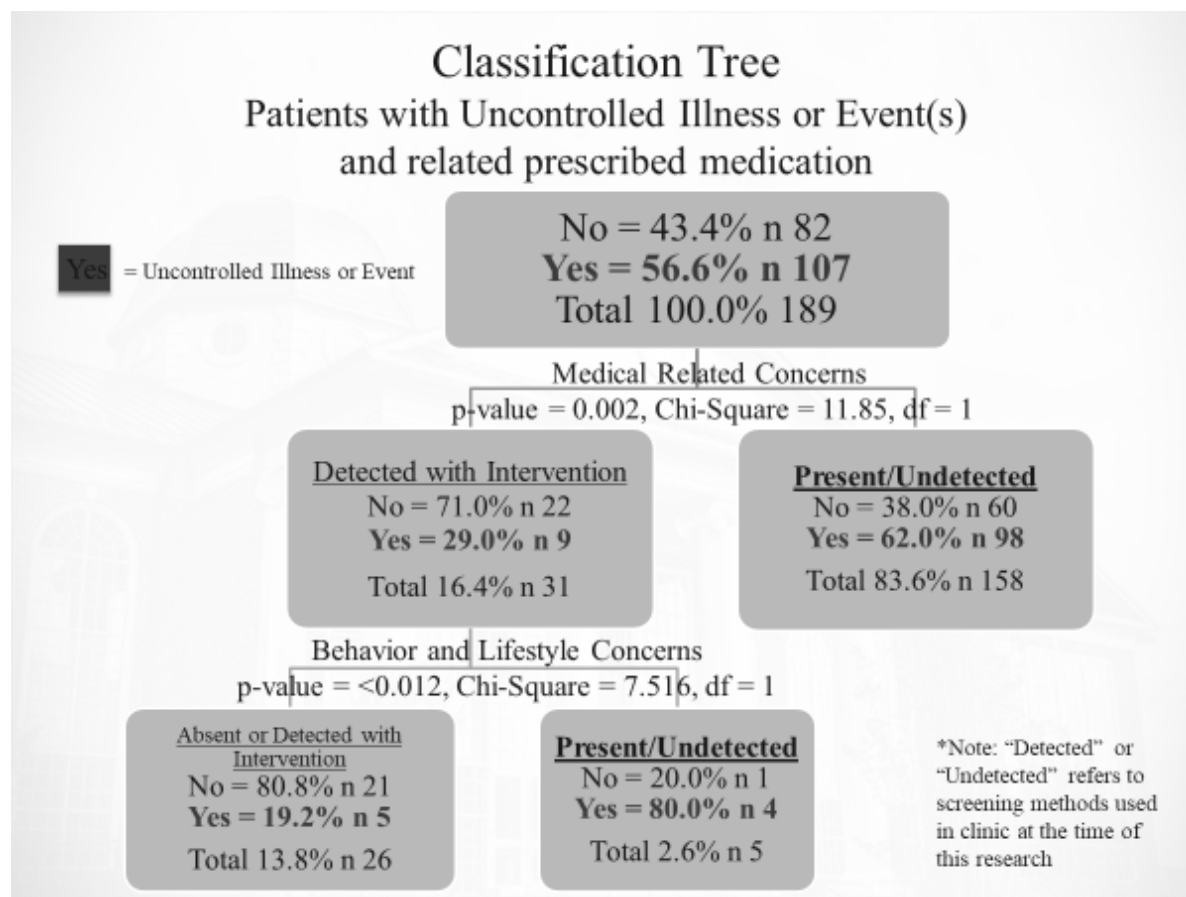 Classification Tree
Patients with Uncontrolled Illness or Event(s)
and related prescribed medication
No = 43.4% n 82
Yes = 56.6% n 107
Total 100.0% 189
Yes = Uncontrolled Illness or Event
Medical Related Concerns
p-value = 0.002, Chi-Square = 11.85, df = 1
Detected with Intervention
No = 71.0% n 22
Yes = 29.0% n 9
Total 16.4% n 31
Present/Undetected
No = 38.0% n 60
Yes = 62.0% n 98
Total 83.6% n 158
Behavior and Lifestyle Concerns
p-value = <0.012, Chi-Square = 7.516, df = 1
Absent or Detected with
Intervention
No = 80.8% n 21
Yes = 19.2% n 5
Total 13.8% n 26
Present/Undetected
No = 20.0% n 1
Yes = 80.0% n 4
Total 2.6% n 5
*Note: “Detected” or
“Undetected” refers to
screening methods used
in clinic at the time of
this research